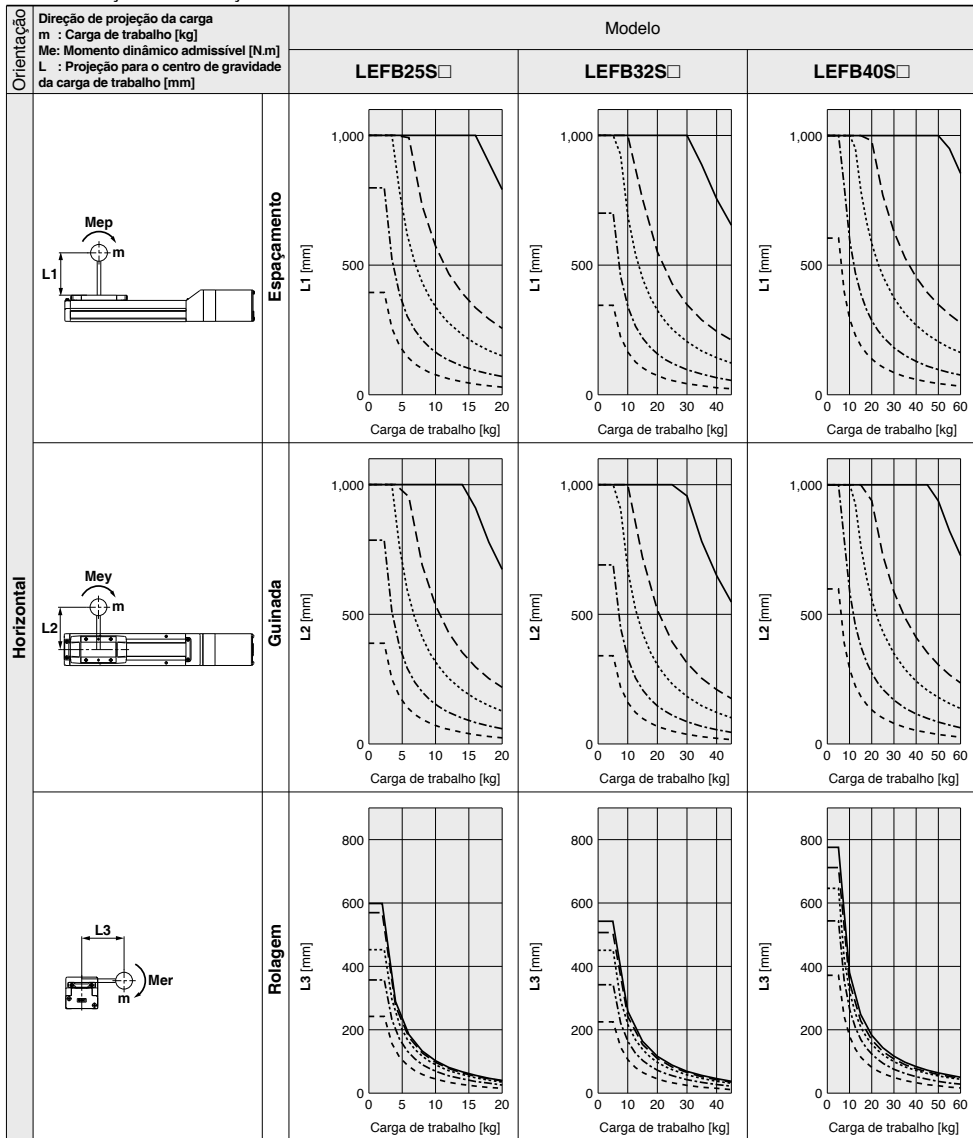 Orientação
Direção de projeção da carga
m : Carga de trabalho [kg]
Me: Momento dinâmico admissível [N.m]
L : Projeção para o centro de gravidade
da carga de trabalho [mm]
Modelo
LEFB25S□
LEFB32S□
LEFB40S□
Horizontal
Mep
m
L1
Espaçamento
L1 [mm]
1,000
500
0
0 5 10 15 20
Carga de trabalho [kg]
L1 [mm]
1,000
500
0
0 10 20 30 40
Carga de trabalho [kg]
L1 [mm]
1,000
500
0
0 10 20 30 40 50 60
Carga de trabalho [kg]
Mey
m
L2
Guinada
L2 [mm]
1,000
500
0
0 5 10 15 20
Carga de trabalho [kg]
L2 [mm]
1,000
500
0
0 10 20 30 40
Carga de trabalho [kg]
L2 [mm]
1,000
500
0
0 10 20 30 40 50 60
Carga de trabalho [kg]
L3
Mer
m
Rolagem
L3 [mm]
800
600
400
200
0
0 5 10 15 20
Carga de trabalho [kg]
L3 [mm]
800
600
400
200
0
0 10 20 30 40
Carga de trabalho [kg]
L3 [mm]
800
600
400
200
0
0 10 20 30 40 50 60
Carga de trabalho [kg]